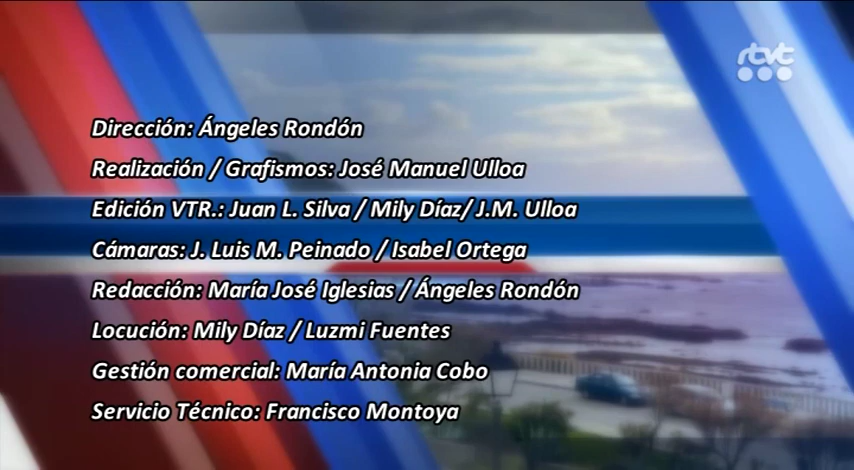 rtvt
Dirección: Ángeles Rondón
Realización / Grafismos: José Manuel Ulloa
Edición VTR.: Juan L. Silva / Mily Díaz/ J.M. Ulloa
Cámaras: J. Luis M. Peinado / Isabel Ortega
Redacción: María José Iglesias / Ángeles Rondón
Locución: Mily Díaz / Luzmi Fuentes
Gestión comercial: María Antonia Cobo
Servicio Técnico: Francisco Montoya